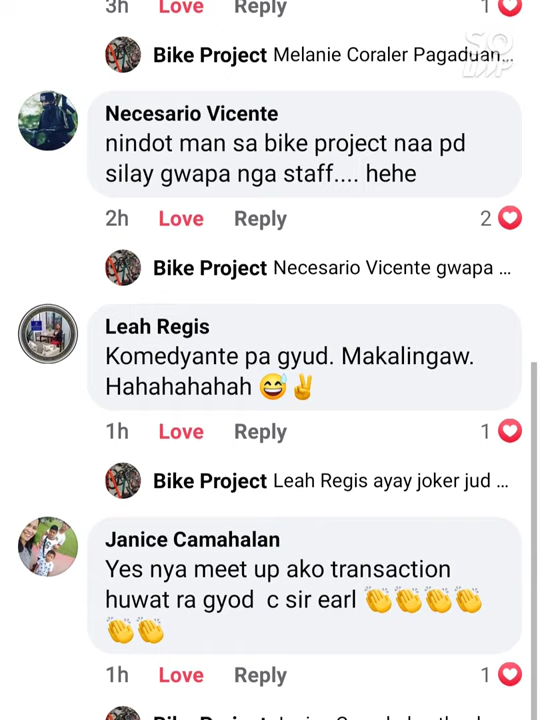 3h Love Reply 1
Bike Project Melanie Coraler Pagaduan...
Necesario Vicente
nindot man sa bike project naa pd
silay gwapa nga staff.... hehe
2h Love Reply 2
Bike Project Necesario Vicente gwapa ...
Leah Regis
Komedyante pa gyud. Makalingaw.
Hahahahahah 😅✌️
1h Love Reply 1
Bike Project Leah Regis ayay joker jud ...
Janice Camahalan
Yes nya meet up ako transaction
huwat ra gyod c sir earl 👏👏👏👏
👏👏
1h Love Reply 1
Bike Project